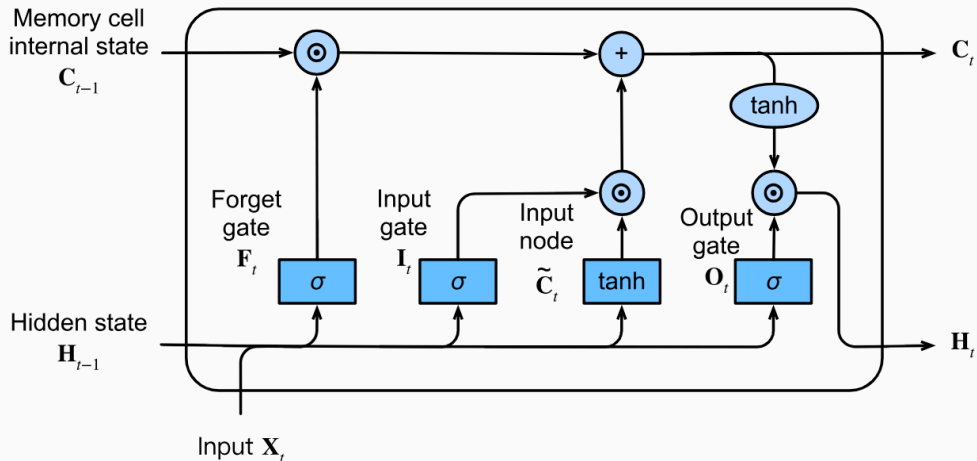 Memory cell
internal state
C_{t−1}
⊙
+
C_t
tanh
Forget
gate
F_t
σ
Input
gate
I_t
σ
Input
node
C̃_t
tanh
⊙
Output
gate
O_t
σ
⊙
Hidden state
H_{t−1}
H_t
Input X_t